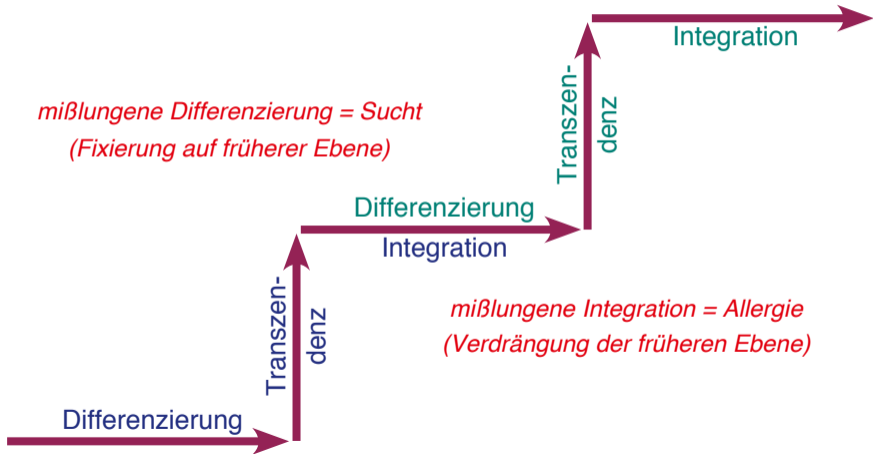 Integration
Transzen-
denz
mißlungene Differenzierung = Sucht
(Fixierung auf früherer Ebene)
Differenzierung
Integration
Transzen-
denz
mißlungene Integration = Allergie
(Verdrängung der früheren Ebene)
Differenzierung